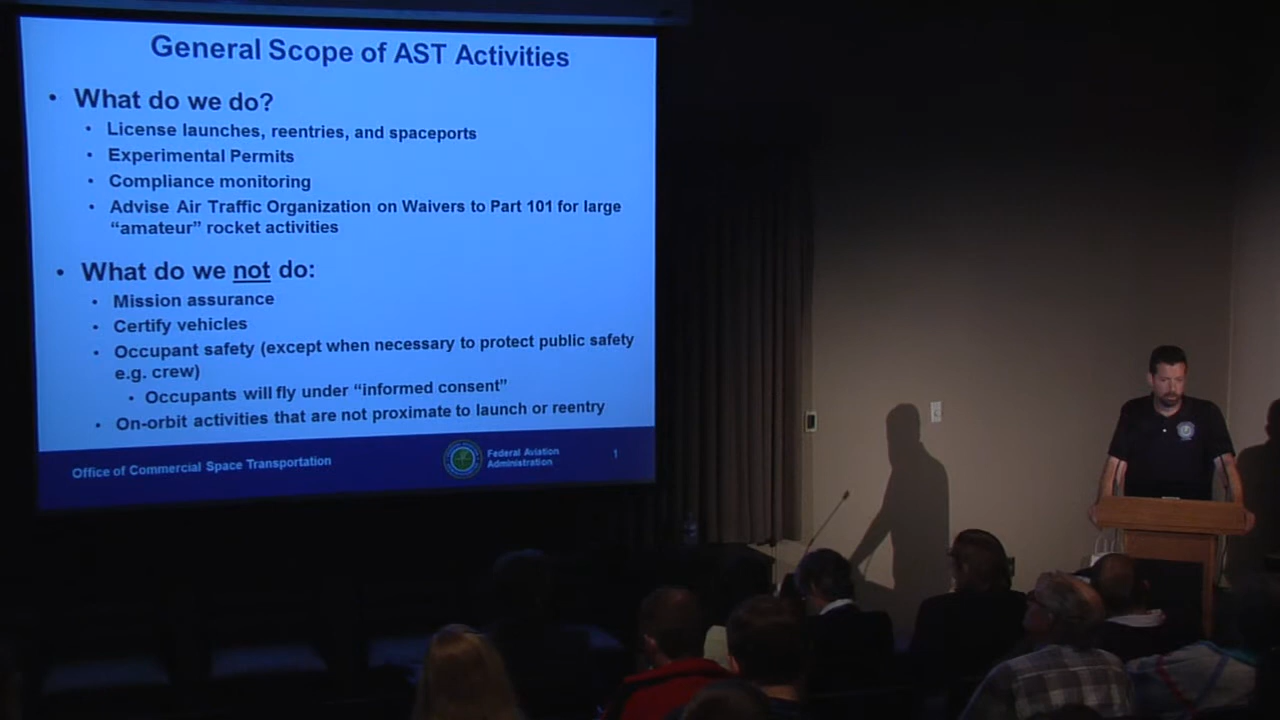 General Scope of AST Activities
• What do we do?
• License launches, reentries, and spaceports
• Experimental Permits
• Compliance monitoring
• Advise Air Traffic Organization on Waivers to Part 101 for large
“amateur” rocket activities
• What do we not do:
• Mission assurance
• Certify vehicles
• Occupant safety (except when necessary to protect public safety
e.g. crew)
• Occupants will fly under “informed consent”
• On-orbit activities that are not proximate to launch or reentry
Office of Commercial Space Transportation
Federal Aviation
Administration
1